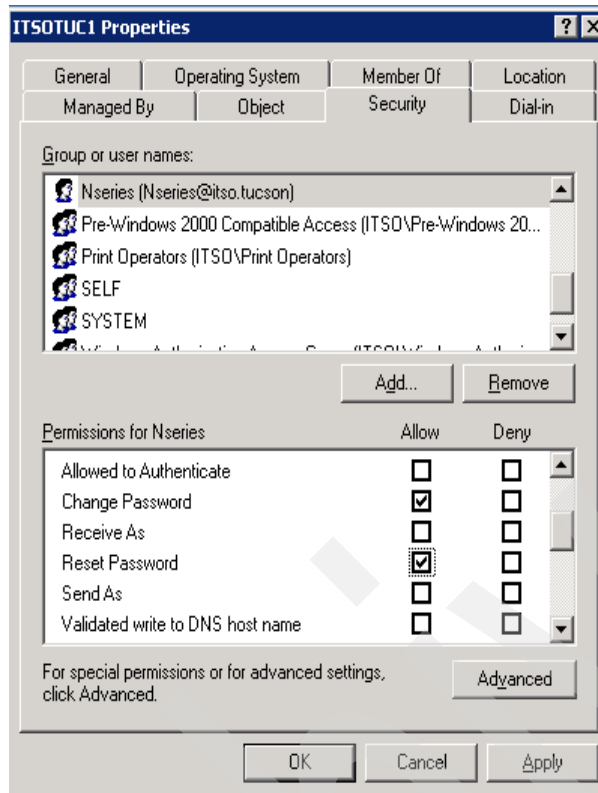 ITSOTUC1 Properties
General Operating System Member Of Location
Managed By Object Security Dial-in
Group or user names:
Nseries (Nseries@itso.tucson)
Pre-Windows 2000 Compatible Access (ITSO\Pre-Windows 20...
Print Operators (ITSO\Print Operators)
SELF
SYSTEM
Add... Remove
Permissions for Nseries Allow Deny
Allowed to Authenticate
Change Password
Receive As
Reset Password
Send As
Validated write to DNS host name
For special permissions or for advanced settings,
click Advanced.
Advanced
OK Cancel Apply